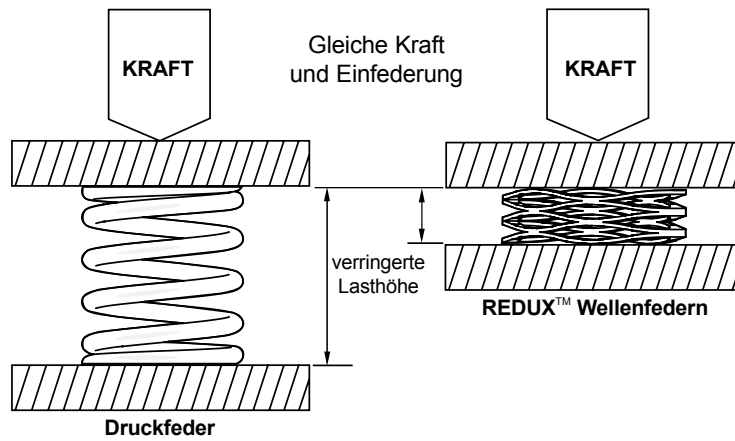 KRAFT
Gleiche Kraft
und Einfederung
KRAFT
verringerte
Lasthöhe
REDUX™ Wellenfedern
Druckfeder